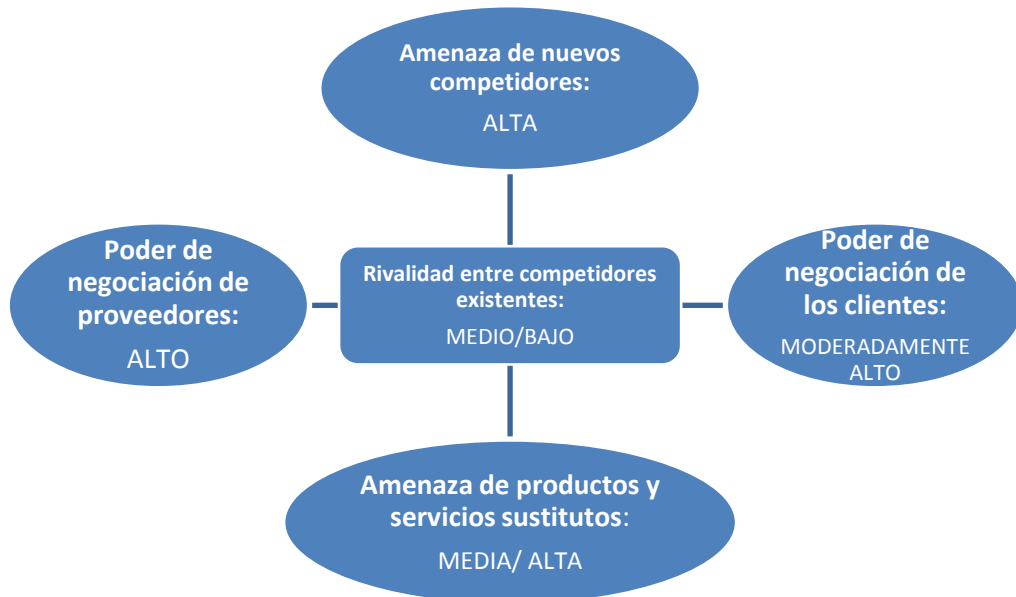 Amenaza de nuevos
competidores:
ALTA
Poder de
negociación de
proveedores:
ALTO
Rivalidad entre competidores
existentes:
MEDIO/BAJO
Poder de
negociación de
los clientes:
MODERADAMENTE
ALTO
Amenaza de productos y
servicios sustitutos:
MEDIA/ ALTA